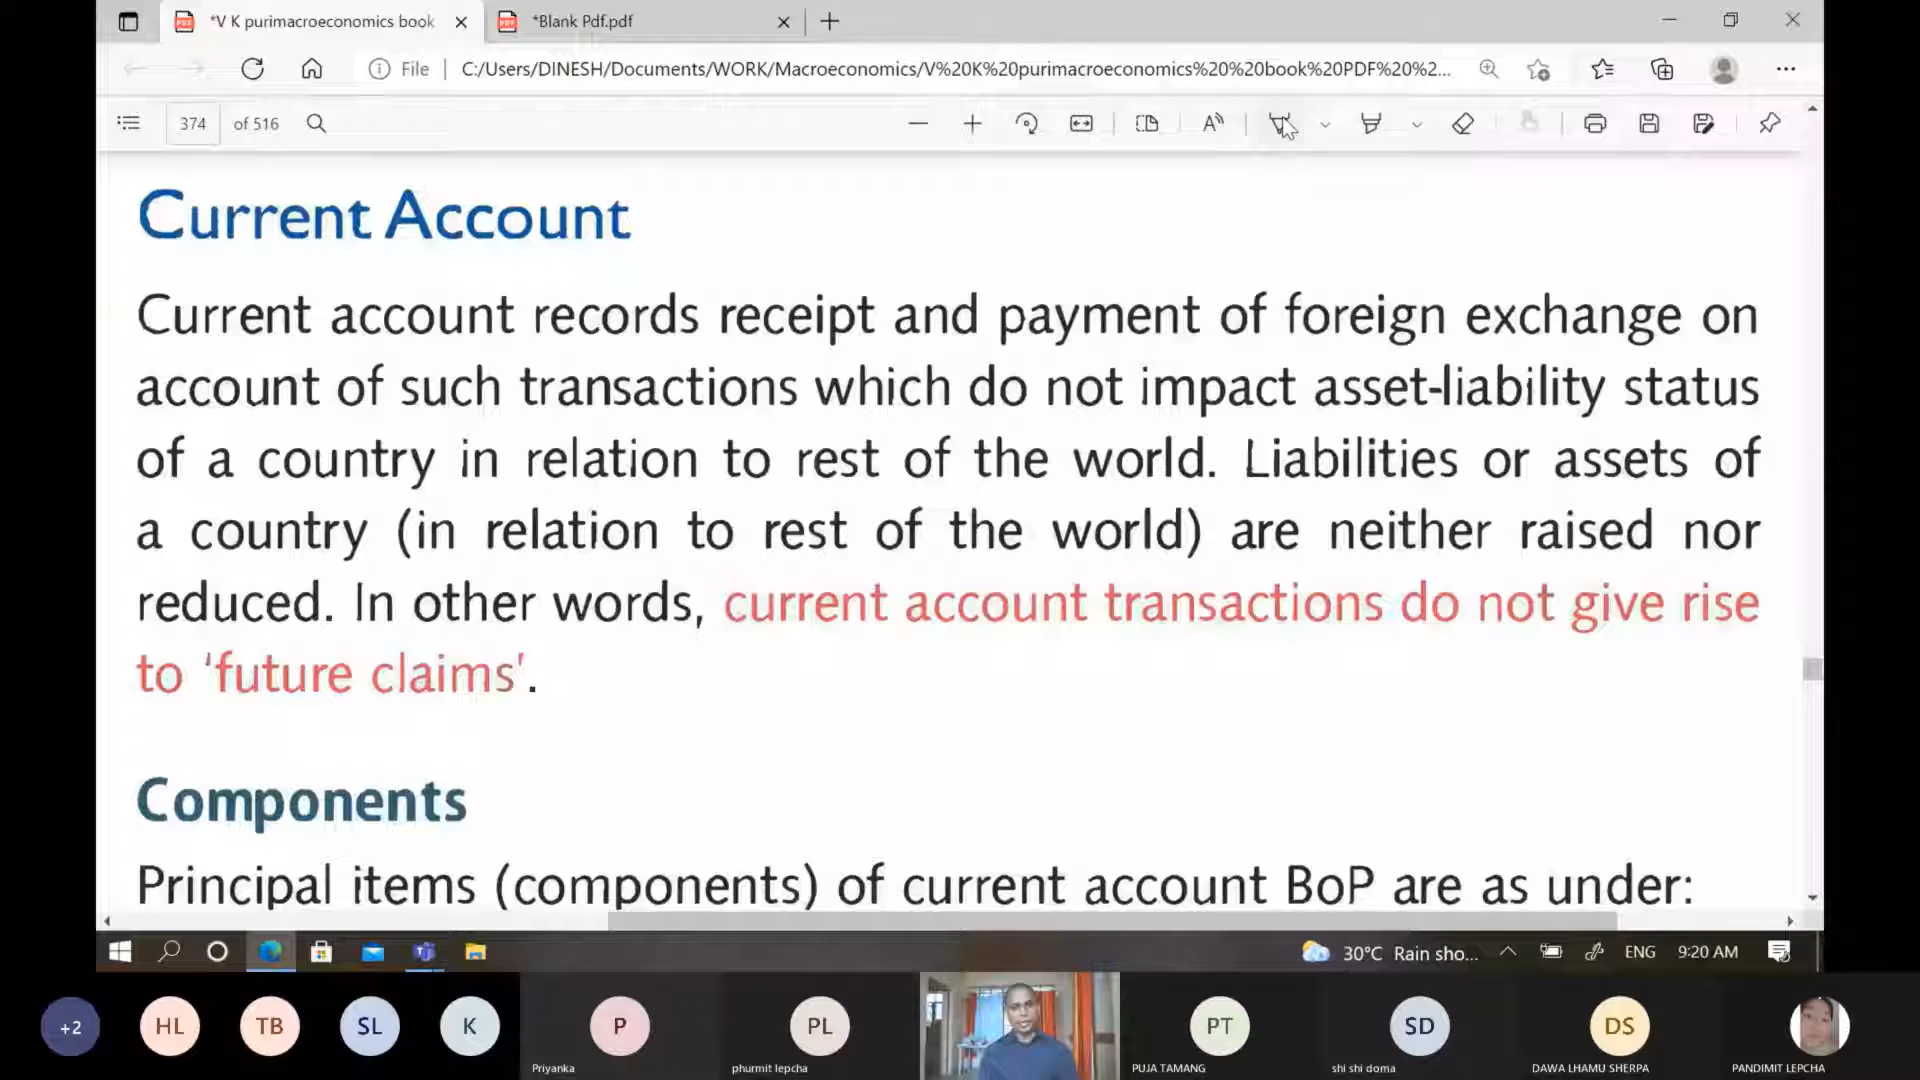 *V K purimacroeconomics book
*Blank Pdf.pdf
File
C:/Users/DINESH/Documents/WORK/Macroeconomics/V%20K%20purimacroeconomics%20%20book%20PDF%20%2...
374 of 516
Current Account
Current account records receipt and payment of foreign exchange on
account of such transactions which do not impact asset-liability status
of a country in relation to rest of the world. Liabilities or assets of
a country (in relation to rest of the world) are neither raised nor
reduced. In other words, current account transactions do not give rise
to 'future claims'.
Components
Principal items (components) of current account BoP are as under:
30°C Rain sho... ENG 9:20 AM
+2 HL TB SL K P PL PT SD DS
Priyanka phurmit lepcha PUJA TAMANG shi shi doma DAWA LHAMU SHERPA PANDIMIT LEPCHA